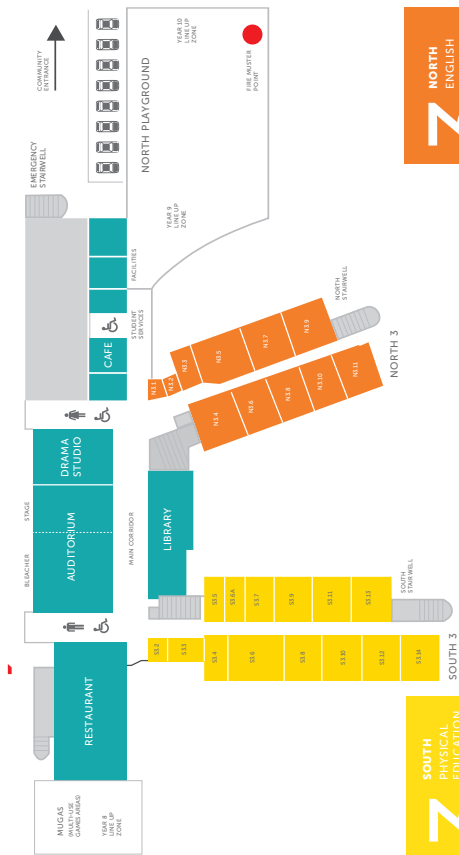 COMMUNITY
ENTRANCE
YEAR 10
LINE UP
ZONE
FIRE MUSTER
POINT
NORTH
ENGLISH
EMERGENCY
STAIRWELL
NORTH PLAYGROUND
YEAR 9
LINE UP
ZONE
FACILITIES
STUDENT
SERVICES
CAFE
NORTH
STAIRWELL
N3.1
N3.2
N3.3
N3.5
N3.7
N3.9
N3.4
N3.6
N3.8
N3.10
N3.11
NORTH 3
DRAMA
STUDIO
STAGE
BLEACHER
AUDITORIUM
MAIN CORRIDOR
LIBRARY
S3.5
S3.6A
S3.7
S3.9
S3.11
S3.13
SOUTH
STAIRWELL
S3.2
S3.3
S3.4
S3.6
S3.8
S3.10
S3.12
S3.14
SOUTH 3
RESTAURANT
MUGAS
(MULTI-USE
GAMES AREAS)
YEAR 8
LINE UP
ZONE
SOUTH
PHYSICAL
EDUCATION